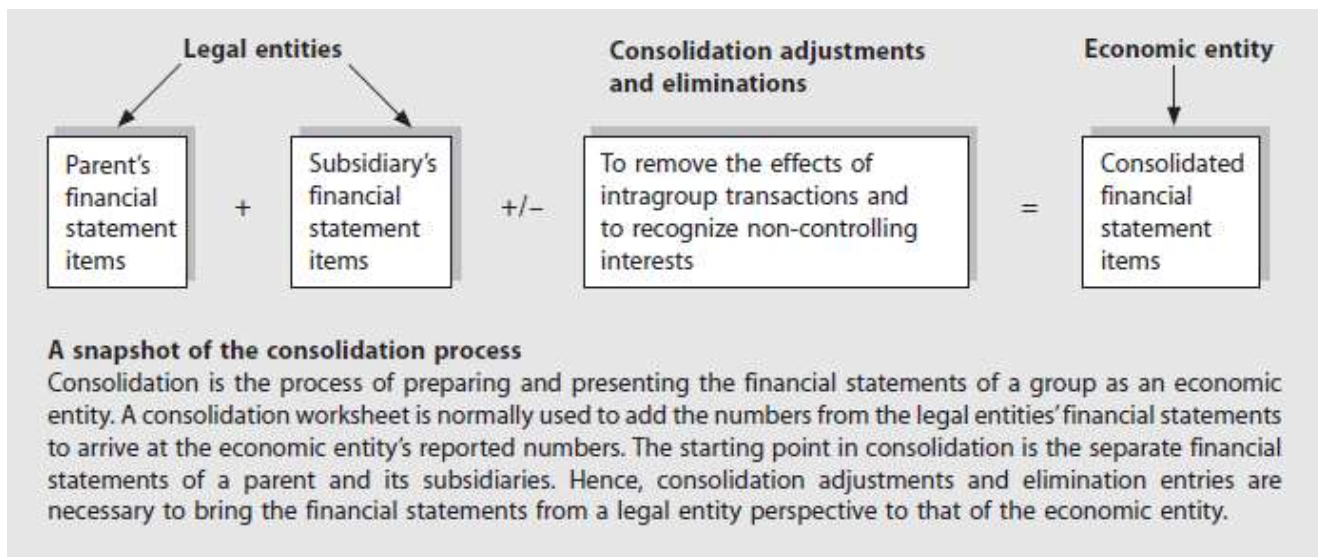 Legal entities
Consolidation adjustments
and eliminations
Economic entity
Parent's
financial
statement
items
+
Subsidiary's
financial
statement
items
+/–
To remove the effects of
intragroup transactions and
to recognize non-controlling
interests
=
Consolidated
financial
statement
items
A snapshot of the consolidation process
Consolidation is the process of preparing and presenting the financial statements of a group as an economic
entity. A consolidation worksheet is normally used to add the numbers from the legal entities' financial statements
to arrive at the economic entity's reported numbers. The starting point in consolidation is the separate financial
statements of a parent and its subsidiaries. Hence, consolidation adjustments and elimination entries are
necessary to bring the financial statements from a legal entity perspective to that of the economic entity.